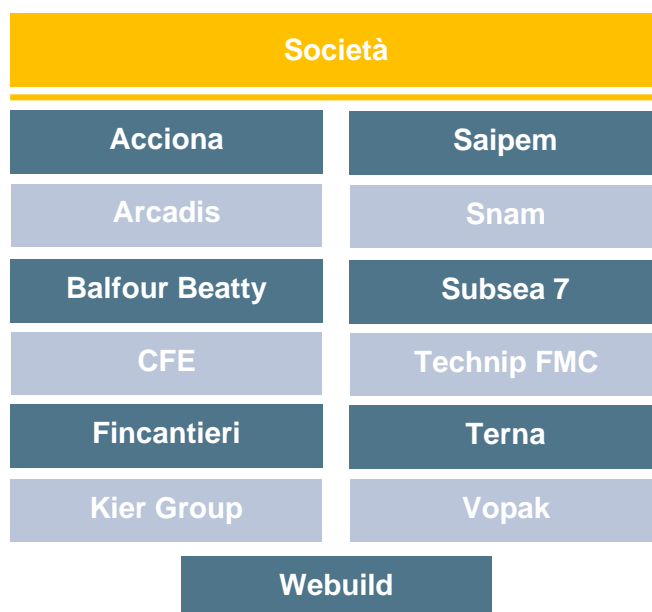 Società
Acciona
Saipem
Arcadis
Snam
Balfour Beatty
Subsea 7
CFE
Technip FMC
Fincantieri
Terna
Kier Group
Vopak
Webuild